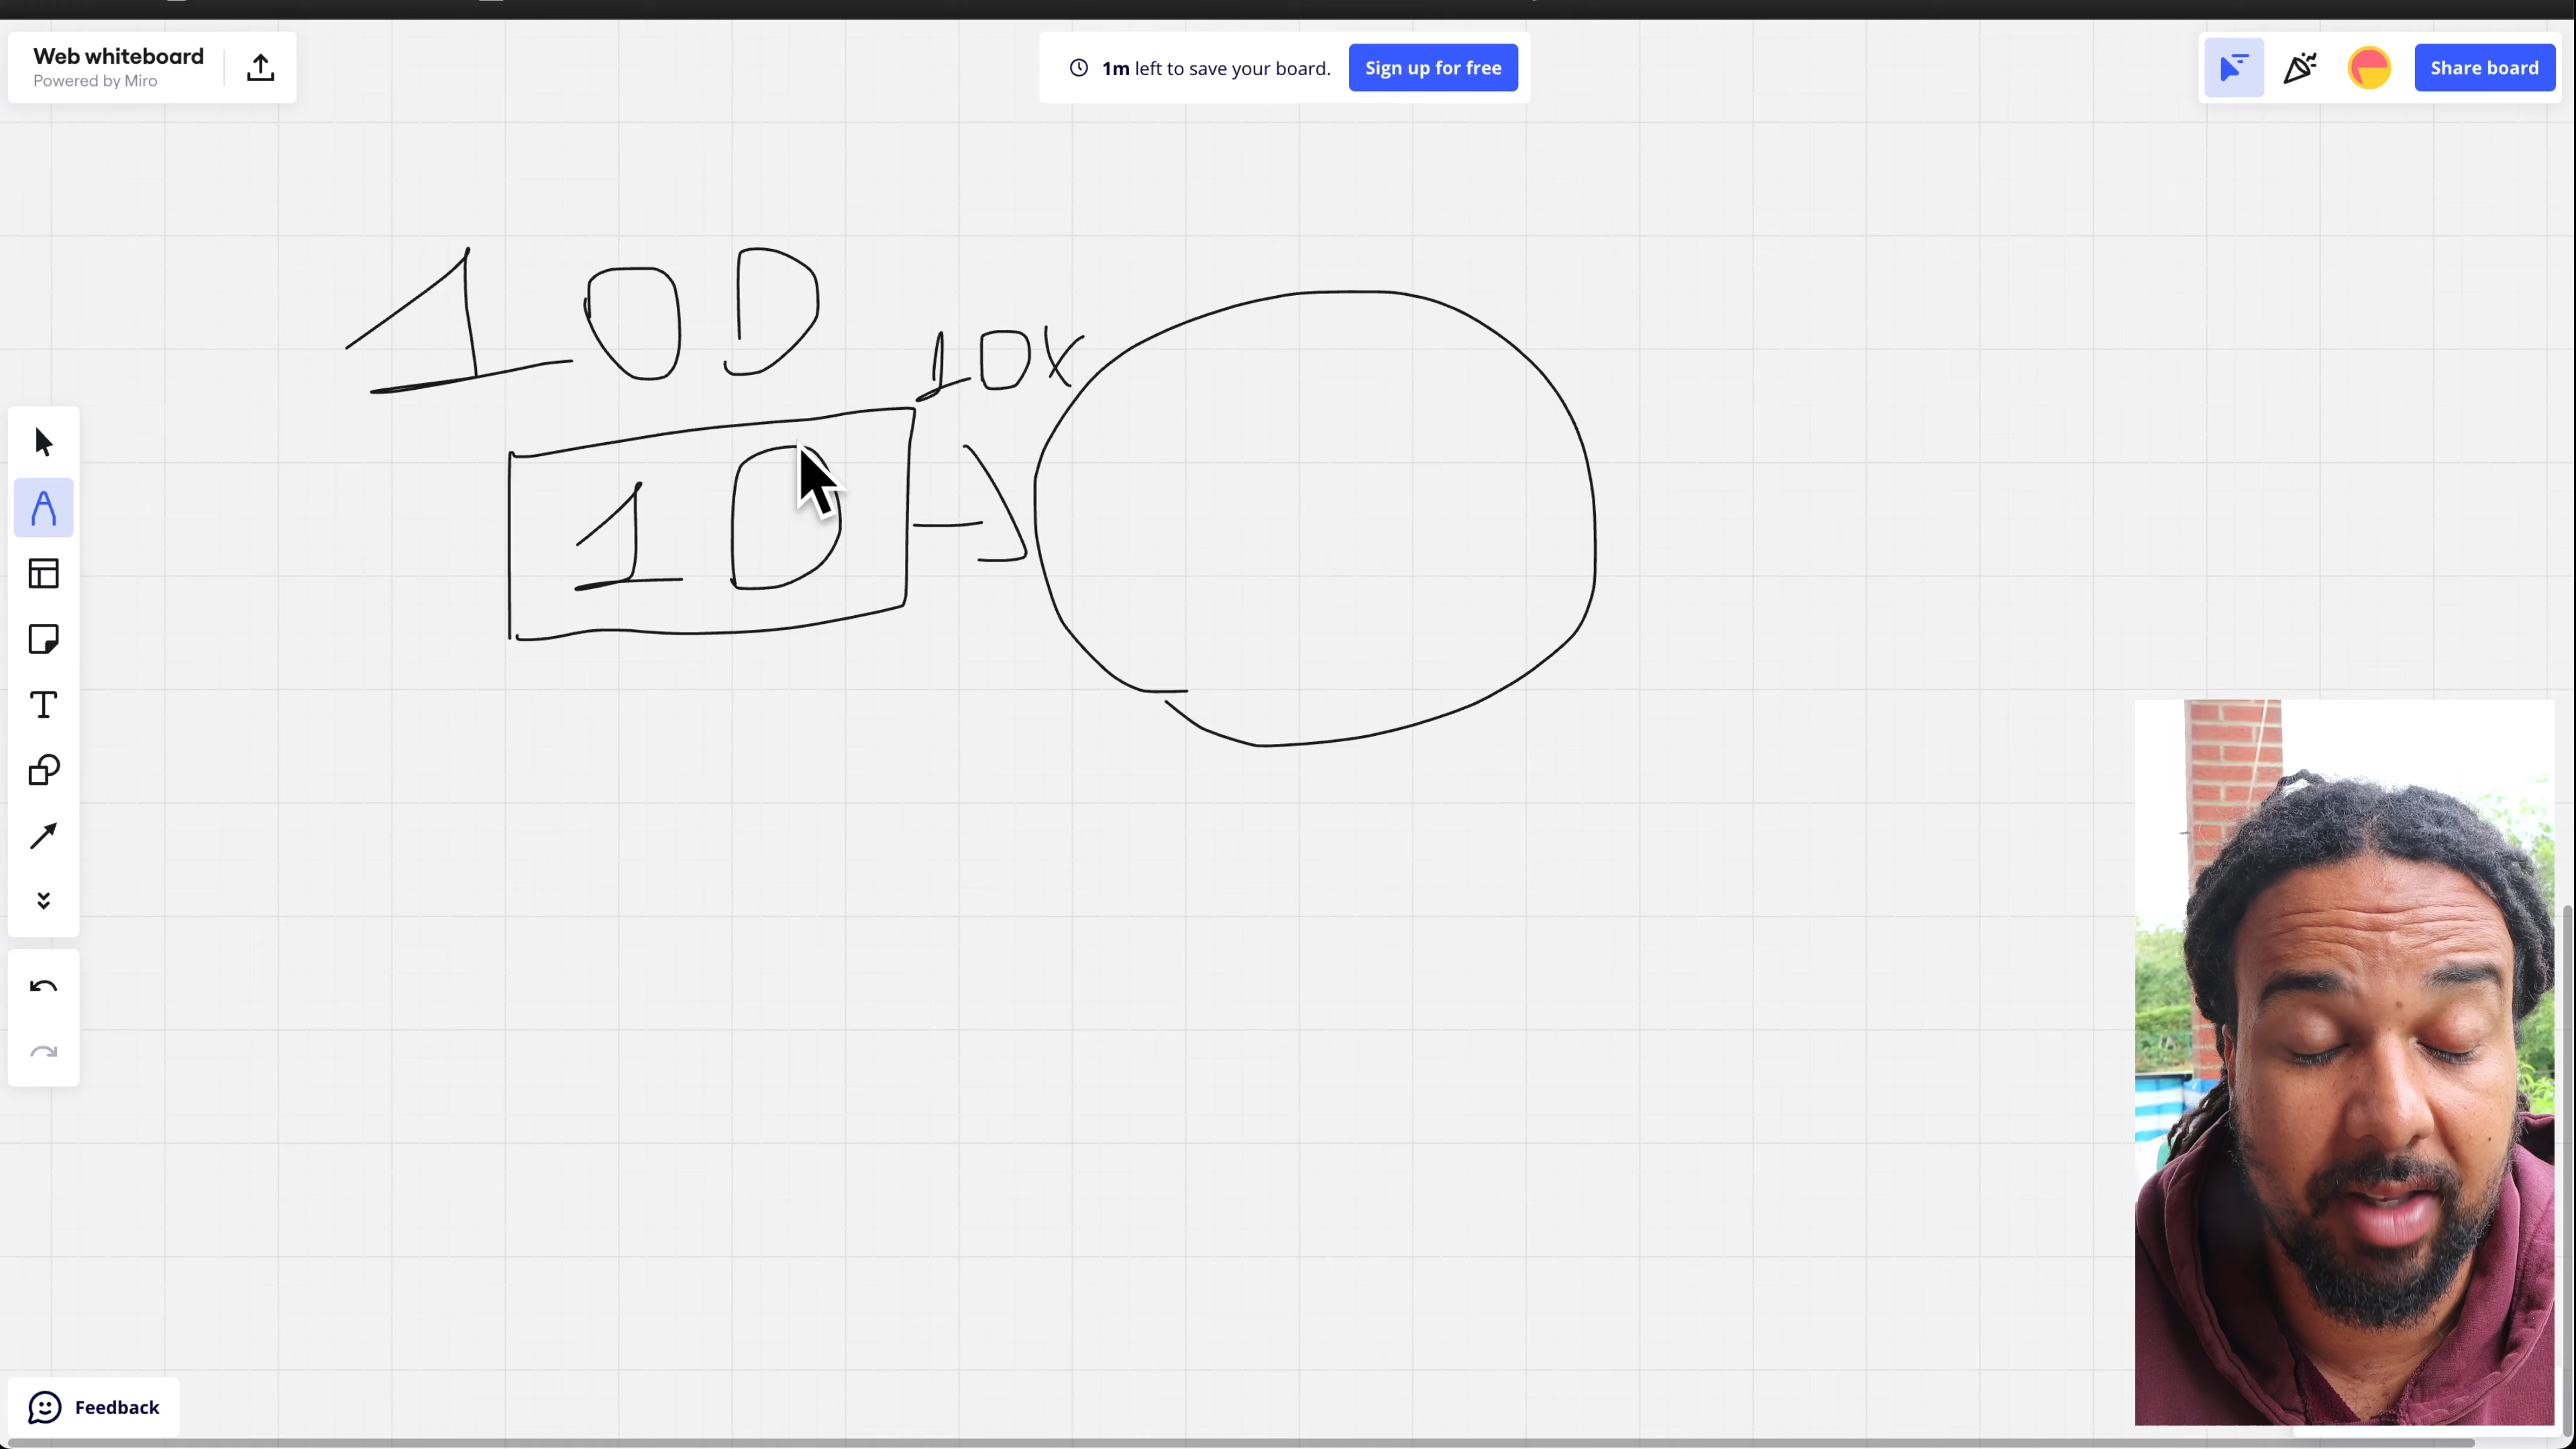 Web whiteboard
Powered by Miro
1m left to save your board.
Sign up for free
Share board
100
10x
10
Feedback